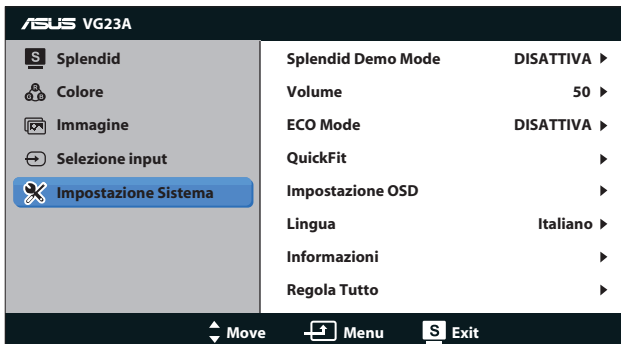 ASUS VG23A
S Splendid
Colore
Immagine
Selezione input
Impostazione Sistema
Splendid Demo Mode DISATTIVA
Volume 50
ECO Mode DISATTIVA
QuickFit
Impostazione OSD
Lingua Italiano
Informazioni
Regola Tutto
Move Menu S Exit